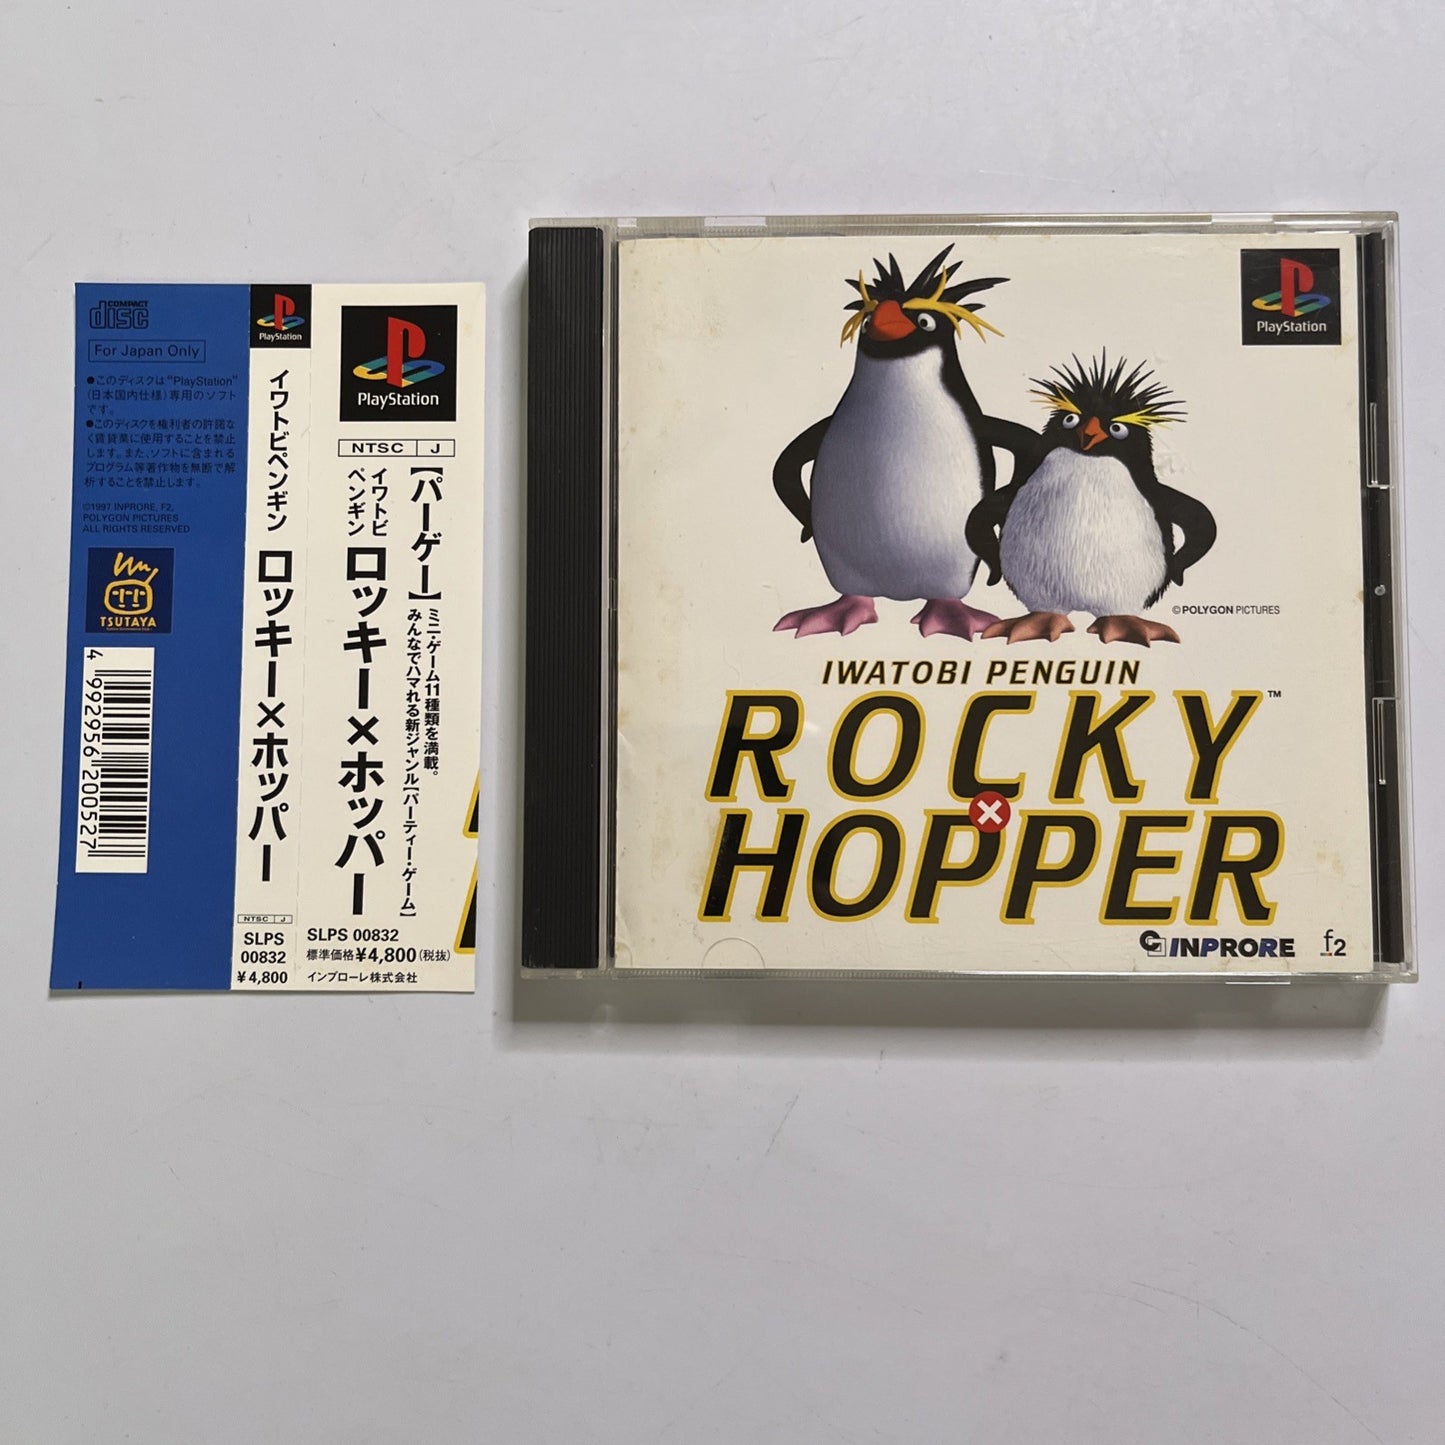 COMPACT
disc
For Japan Only
●このディスクは“PlayStation”
(日本国内仕様)専用のソフト
です。
●このディスクを権利者の許諾な
く賃貸業に使用することを禁止
します。また、ソフトに含まれる
プログラム等著作物を無断で解
析することを禁止します。
©1997 INPRORE, F2,
POLYGON PICTURES
ALL RIGHTS RESERVED
TSUTAYA
4 992956 200527
PlayStation
イワトビペンギン ロッキー×ホッパー
NTSC J
SLPS
00832
¥4,800
PlayStation
NTSC J
【パーゲー】
ミニ・ゲーム11種類を満載。
みんなでハマれる新ジャンル[パーティー・ゲーム]
イワトビ
ペンギン
ロッキー×ホッパー
SLPS 00832
標準価格¥4,800(税抜)
インプローレ株式会社
PlayStation
©POLYGON PICTURES
IWATOBI PENGUIN
ROCKY™
×
HOPPER
INPRORE
f2